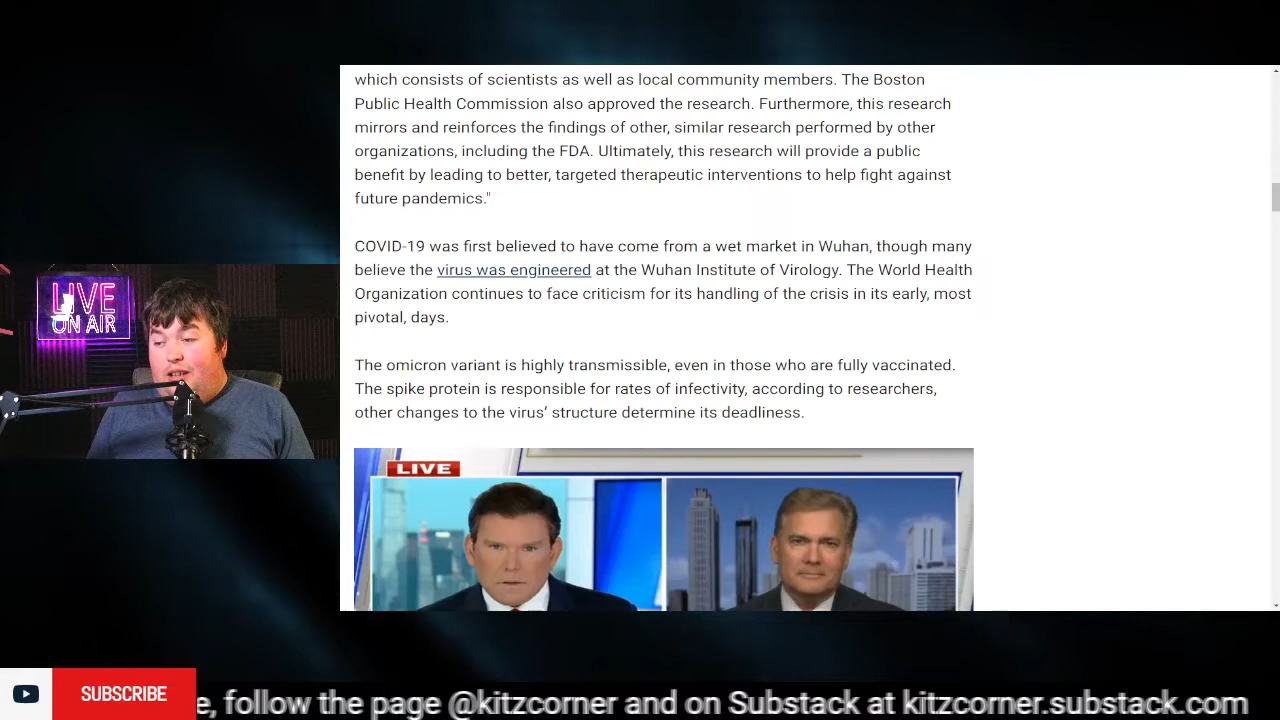 which consists of scientists as well as local community members. The Boston
Public Health Commission also approved the research. Furthermore, this research
mirrors and reinforces the findings of other, similar research performed by other
organizations, including the FDA. Ultimately, this research will provide a public
benefit by leading to better, targeted therapeutic interventions to help fight against
future pandemics."
COVID-19 was first believed to have come from a wet market in Wuhan, though many
believe the virus was engineered at the Wuhan Institute of Virology. The World Health
Organization continues to face criticism for its handling of the crisis in its early, most
pivotal, days.
The omicron variant is highly transmissible, even in those who are fully vaccinated.
The spike protein is responsible for rates of infectivity, according to researchers,
other changes to the virus’ structure determine its deadliness.
LIVE
ON AIR
LIVE
SUBSCRIBE
e, follow the page @kitzcorner and on Substack at kitzcorner.substack.com